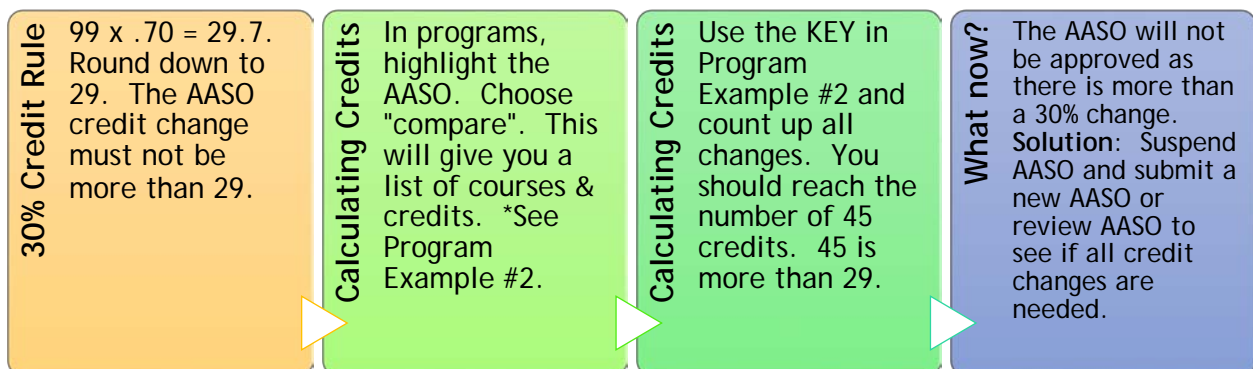 30% Credit Rule
99 x .70 = 29.7.
Round down to
29. The AASO
credit change
must not be
more than 29.
Calculating Credits
In programs,
highlight the
AASO. Choose
"compare". This
will give you a
list of courses &
credits. *See
Program
Example #2.
Calculating Credits
Use the KEY in
Program
Example #2 and
count up all
changes. You
should reach the
number of 45
credits. 45 is
more than 29.
What now?
The AASO will not
be approved as
there is more than
a 30% change.
Solution: Suspend
AASO and submit a
new AASO or
review AASO to
see if all credit
changes are
needed.